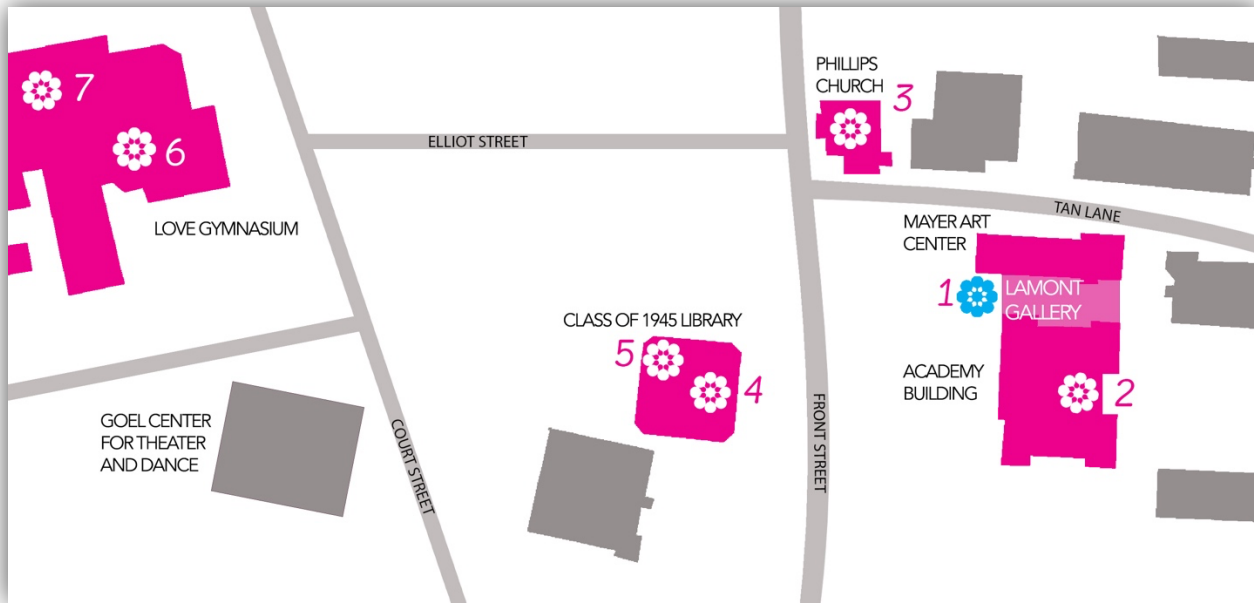 7
6
LOVE GYMNASIUM
ELLIOT STREET
PHILLIPS
CHURCH
3
TAN LANE
MAYER ART
CENTER
1
LAMONT
GALLERY
CLASS OF 1945 LIBRARY
5
4
ACADEMY
BUILDING
2
GOEL CENTER
FOR THEATER
AND DANCE
COURT STREET
FRONT STREET